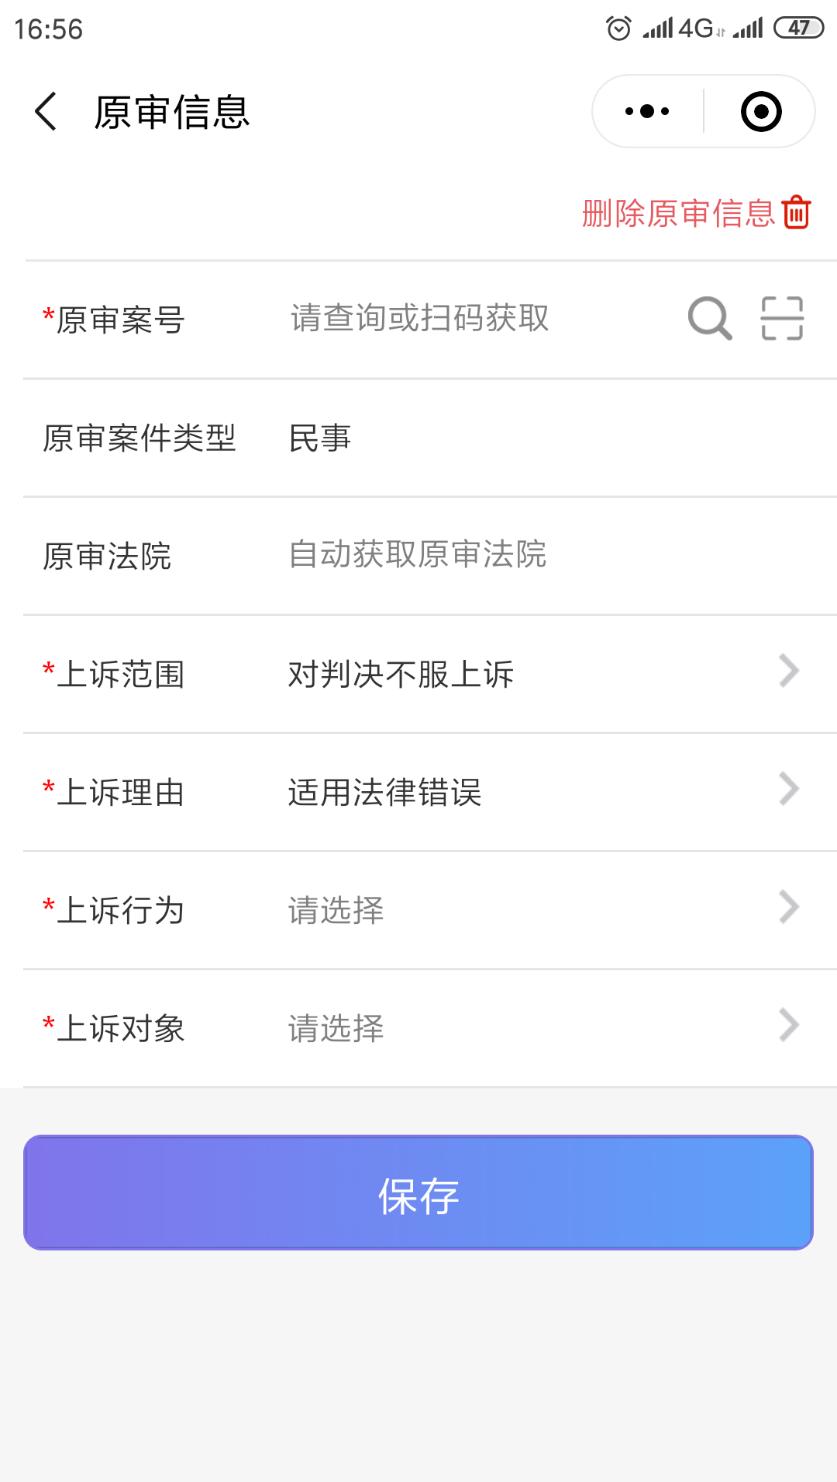 16:56 4G 47
原审信息
删除原审信息
*原审案号 请查询或扫码获取
原审案件类型 民事
原审法院 自动获取原审法院
*上诉范围 对判决不服上诉
*上诉理由 适用法律错误
*上诉行为 请选择
*上诉对象 请选择
保存